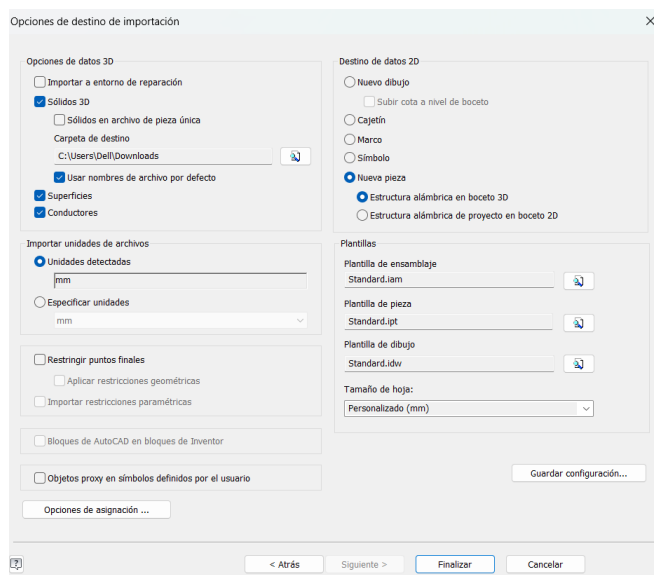 Opciones de destino de importación
Opciones de datos 3D
Importar a entorno de reparación
Sólidos 3D
Sólidos en archivo de pieza única
Carpeta de destino
C:\Users\Dell\Downloads
Usar nombres de archivo por defecto
Superficies
Conductores
Importar unidades de archivos
Unidades detectadas
mm
Especificar unidades
mm
Restringir puntos finales
Aplicar restricciones geométricas
Importar restricciones paramétricas
Bloques de AutoCAD en bloques de Inventor
Objetos proxy en símbolos definidos por el usuario
Opciones de asignación ...
Destino de datos 2D
Nuevo dibujo
Subir cota a nivel de boceto
Cajetín
Marco
Símbolo
Nueva pieza
Estructura alámbrica en boceto 3D
Estructura alámbrica de proyecto en boceto 2D
Plantillas
Plantilla de ensamblaje
Standard.iam
Plantilla de pieza
Standard.ipt
Plantilla de dibujo
Standard.idw
Tamaño de hoja:
Personalizado (mm)
Guardar configuración...
?
< Atrás
Siguiente >
Finalizar
Cancelar